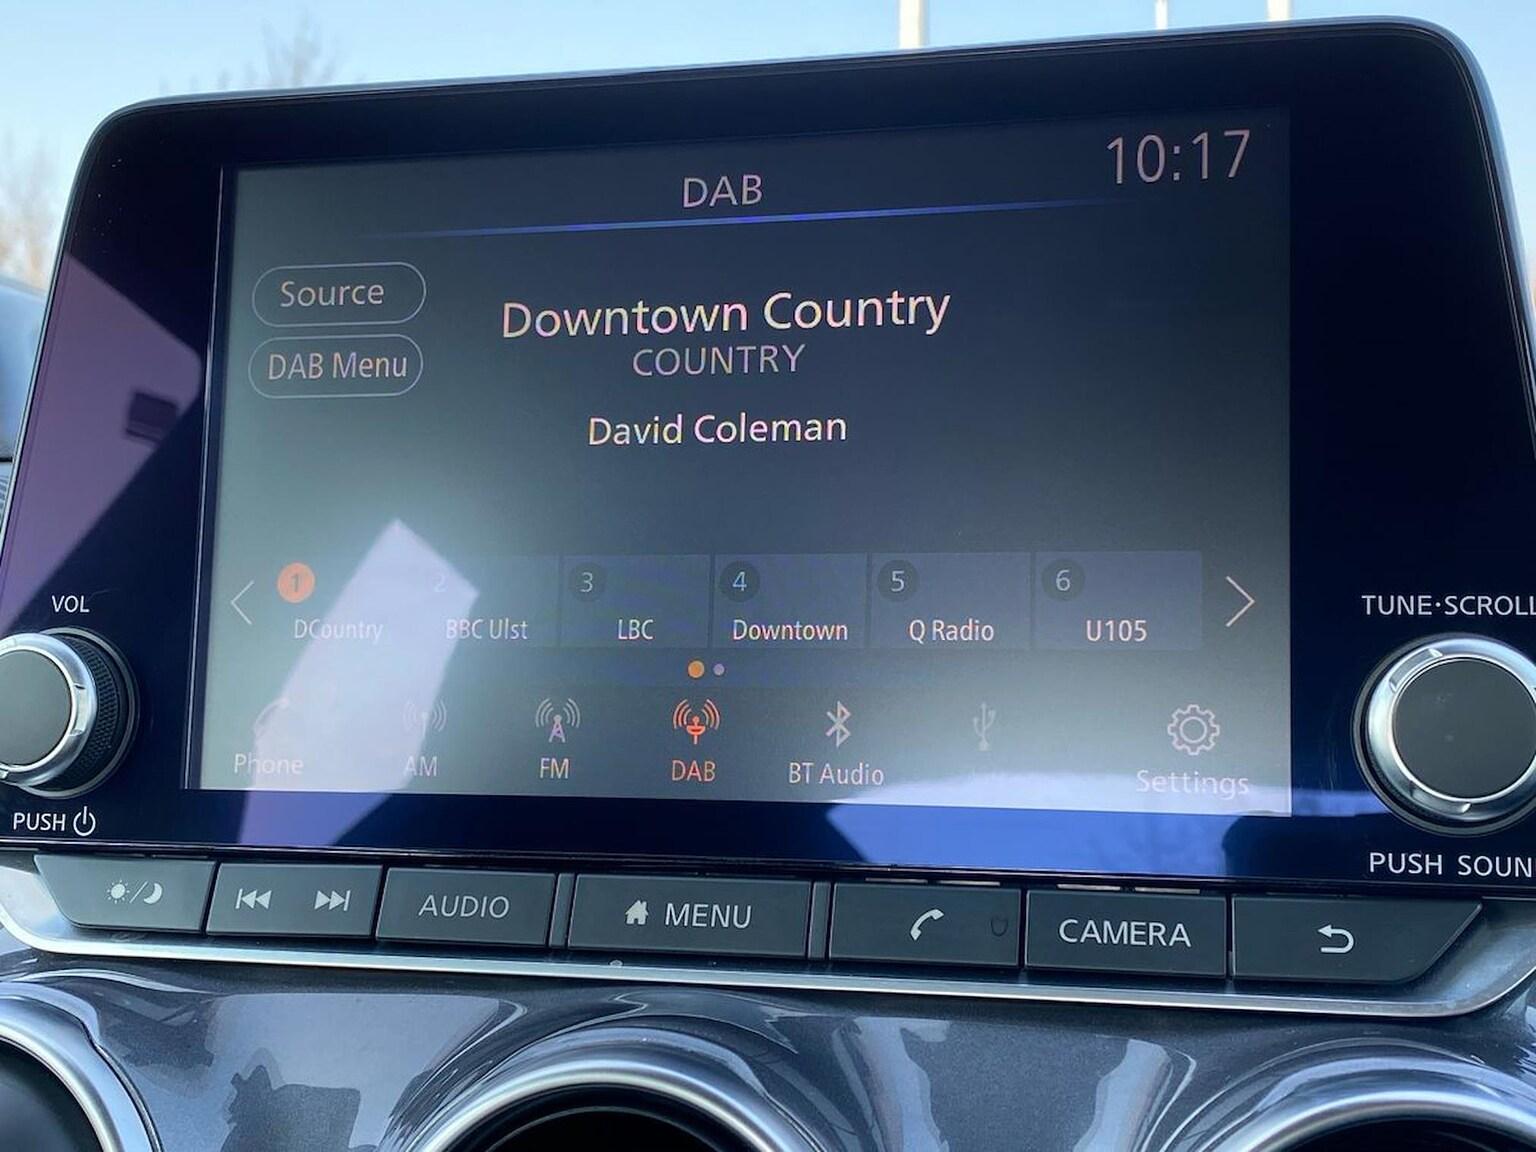 DAB
10:17
Source
DAB Menu
Downtown Country
COUNTRY
David Coleman
1
DCountry
2
BBC Ulst
3
LBC
4
Downtown
5
Q Radio
6
U105
Phone
AM
FM
DAB
BT Audio
Settings
VOL
PUSH
TUNE·SCROLL
PUSH SOUN
AUDIO
MENU
CAMERA